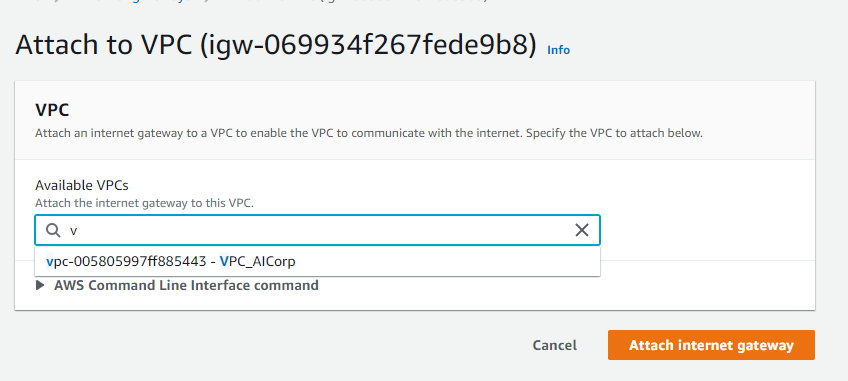 Attach to VPC (igw-069934f267fede9b8) Info
VPC
Attach an internet gateway to a VPC to enable the VPC to communicate with the internet. Specify the VPC to attach below.
Available VPCs
Attach the internet gateway to this VPC.
v
vpc-005805997ff885443 - VPC_AICorp
AWS Command Line Interface command
Cancel
Attach internet gateway